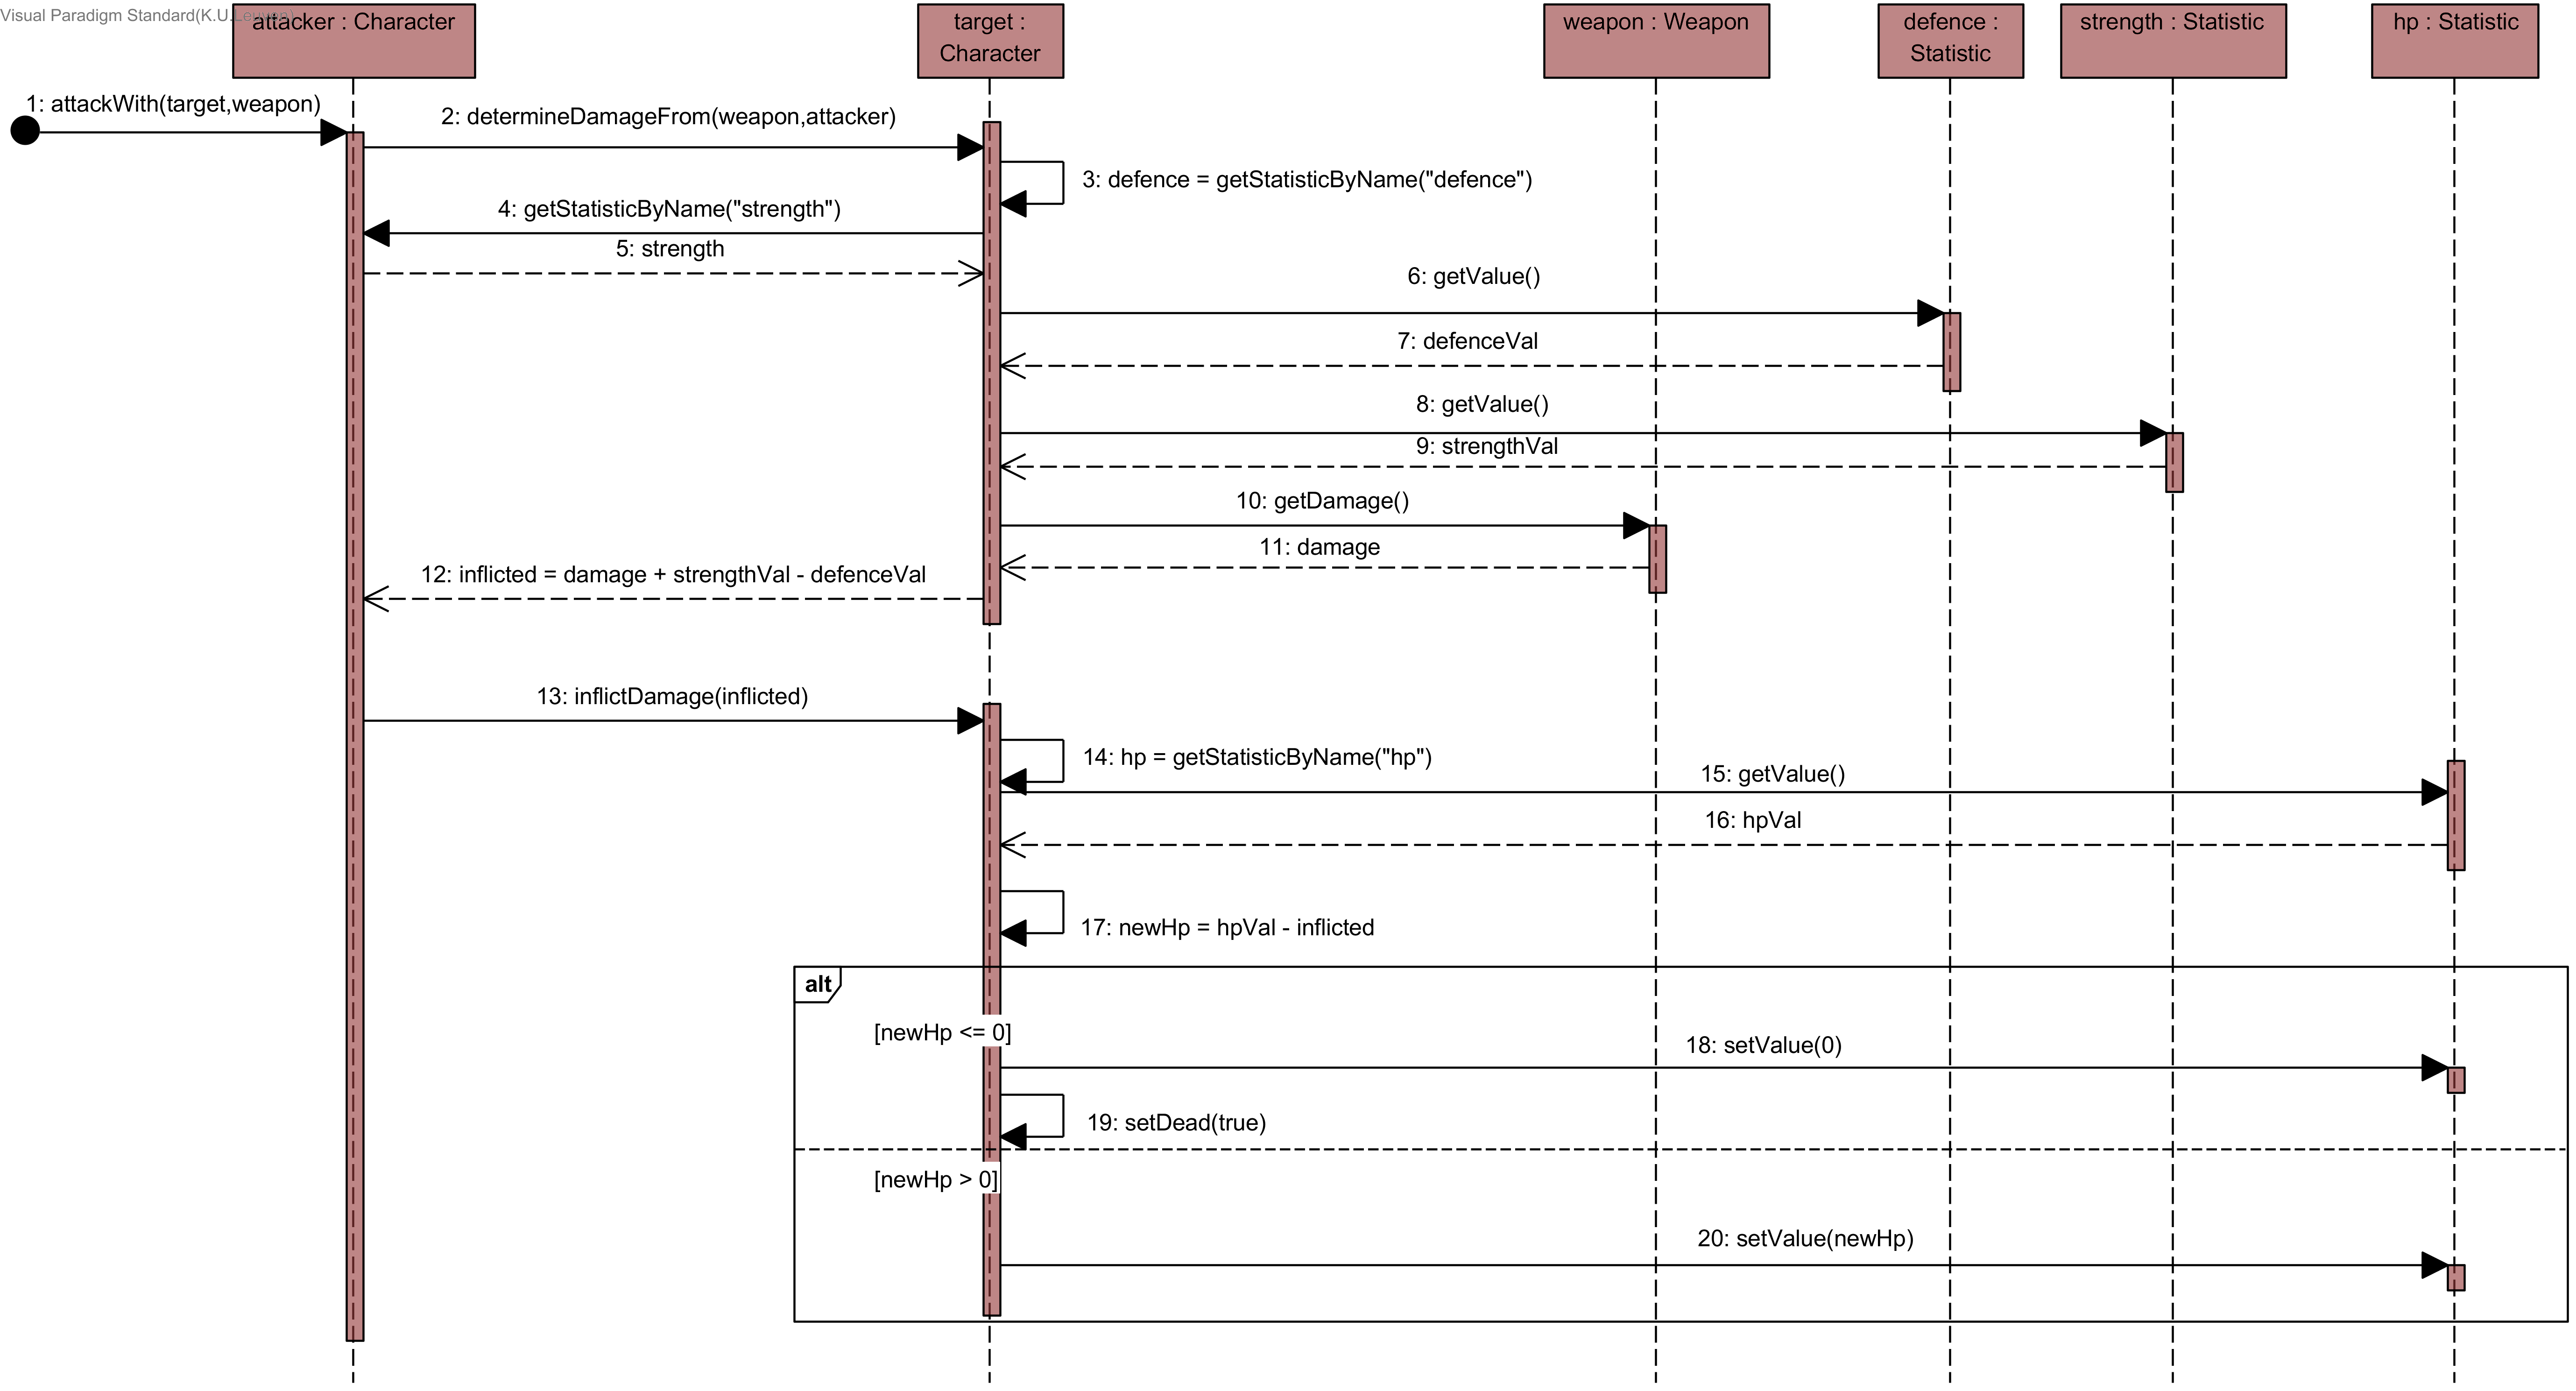 Visual Paradigm Standard(K.U.Leuven)
attacker : Character
target :
Character
weapon : Weapon
defence :
Statistic
strength : Statistic
hp : Statistic
1: attackWith(target,weapon)
2: determineDamageFrom(weapon,attacker)
3: defence = getStatisticByName("defence")
4: getStatisticByName("strength")
5: strength
6: getValue()
7: defenceVal
8: getValue()
9: strengthVal
10: getDamage()
11: damage
12: inflicted = damage + strengthVal - defenceVal
13: inflictDamage(inflicted)
14: hp = getStatisticByName("hp")
15: getValue()
16: hpVal
17: newHp = hpVal - inflicted
alt
[newHp <= 0]
18: setValue(0)
19: setDead(true)
[newHp > 0]
20: setValue(newHp)